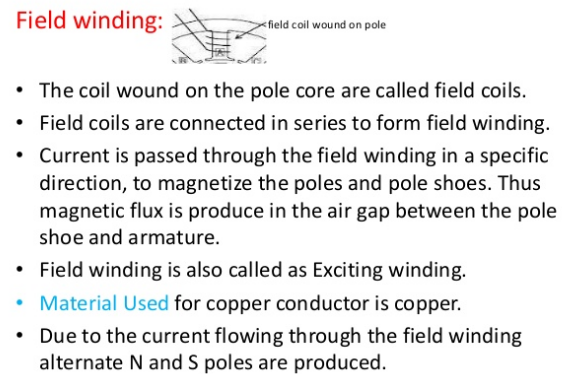 Field winding:
field coil wound on pole
• The coil wound on the pole core are called field coils.
• Field coils are connected in series to form field winding.
• Current is passed through the field winding in a specific
direction, to magnetize the poles and pole shoes. Thus
magnetic flux is produce in the air gap between the pole
shoe and armature.
• Field winding is also called as Exciting winding.
• Material Used for copper conductor is copper.
• Due to the current flowing through the field winding
alternate N and S poles are produced.